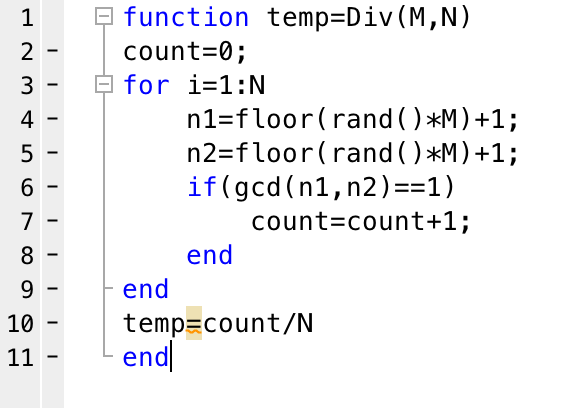 1 function temp=Div(M,N)
2 - count=0;
3 - for i=1:N
4 - n1=floor(rand()*M)+1;
5 - n2=floor(rand()*M)+1;
6 - if(gcd(n1,n2)==1)
7 - count=count+1;
8 - end
9 - end
10 - temp=count/N
11 - end